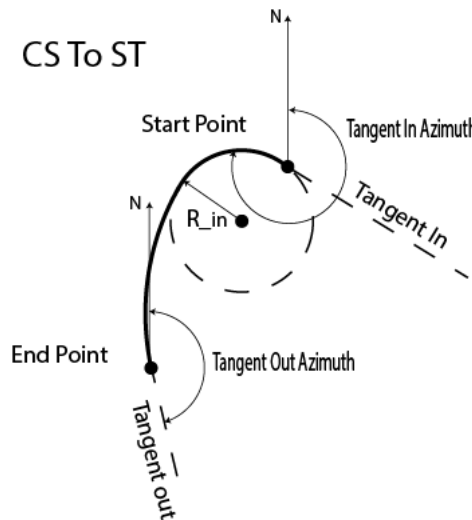 N
CS To ST
Start Point
Tangent In Azimuth
Tangent In
N
R_in
End Point
Tangent Out Azimuth
Tangent out